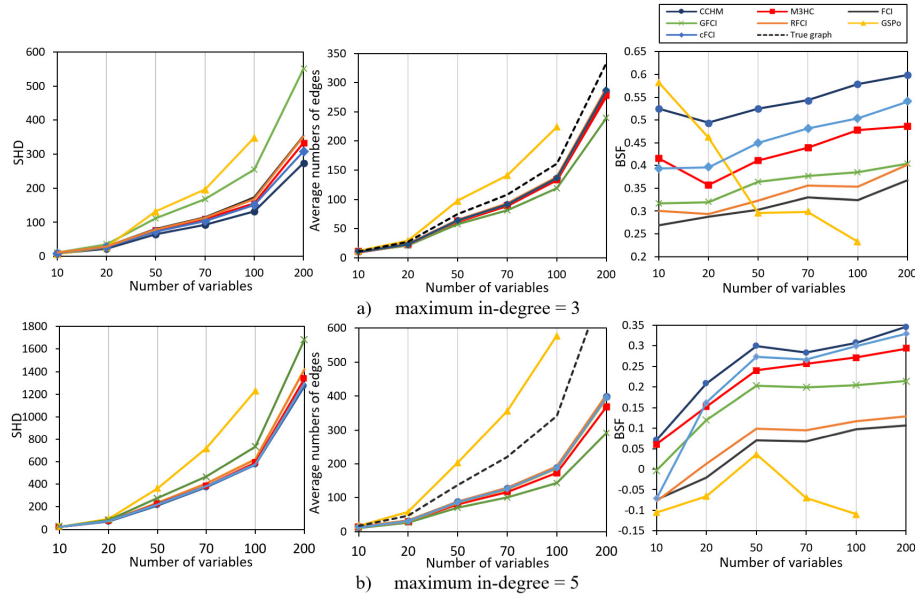 CCHM M3HC FCI
GFCI RFCI GSPo
cFCI True graph
600
500
400
300
200
100
0
SHD
10 20 50 70 100 200
Number of variables
350
300
250
200
150
100
50
0
Average numbers of edges
10 20 50 70 100 200
Number of variables
0.65
0.6
0.55
0.5
0.45
0.4
0.35
0.3
0.25
0.2
BSF
10 20 50 70 100 200
Number of variables
a) maximum in-degree = 3
1800
1600
1400
1200
1000
800
600
400
200
0
SHD
10 20 50 70 100 200
Number of variables
600
500
400
300
200
100
0
Average numbers of edges
10 20 50 70 100 200
Number of variables
0.35
0.3
0.25
0.2
0.15
0.1
0.05
0
-0.05
-0.1
-0.15
BSF
10 20 50 70 100 200
Number of variables
b) maximum in-degree = 5